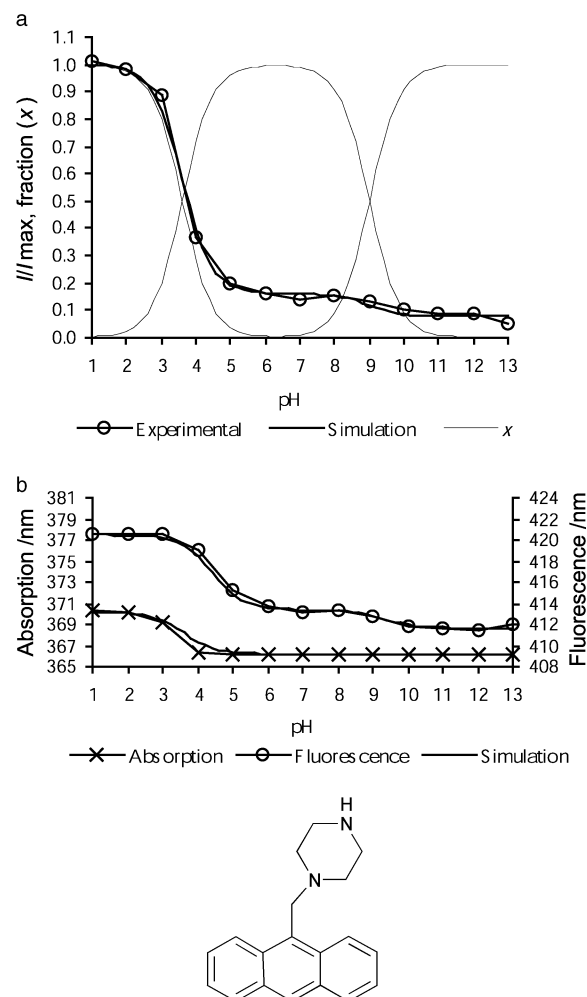 a
I/I max, fraction (x)
1.1
1.0
0.9
0.8
0.7
0.6
0.5
0.4
0.3
0.2
0.1
0.0
1 2 3 4 5 6 7 8 9 10 11 12 13
pH
Experimental Simulation x
b
Absorption /nm
381
379
377
375
373
371
369
367
365
424
422
420
418
416
414
412
410
408
Fluorescence /nm
1 2 3 4 5 6 7 8 9 10 11 12 13
pH
Absorption Fluorescence Simulation
H
N
N